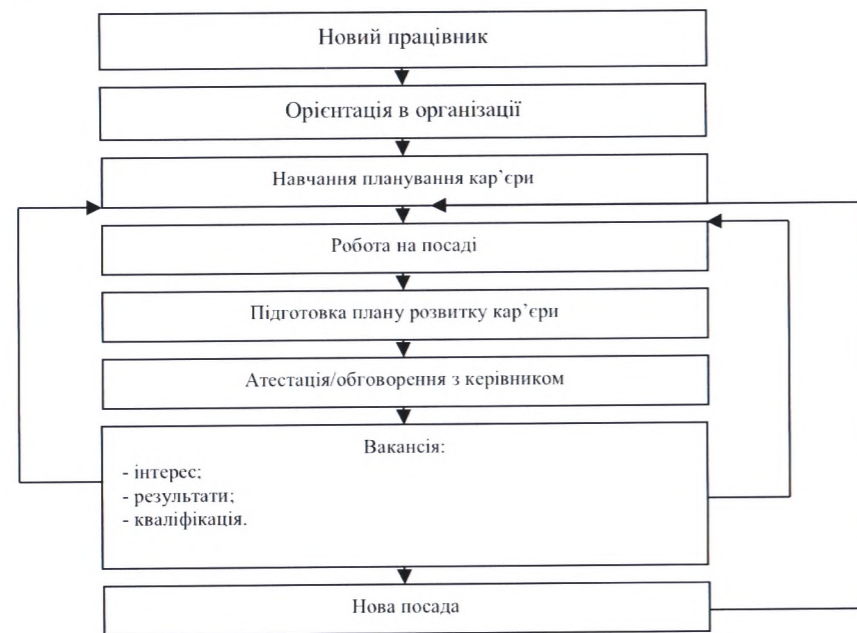 Новий працівник
Орієнтація в організації
Навчання планування кар’єри
Робота на посаді
Підготовка плану розвитку кар’єри
Атестація/обговорення з керівником
Вакансія:
- інтерес;
- результати;
- кваліфікація.
Нова посада